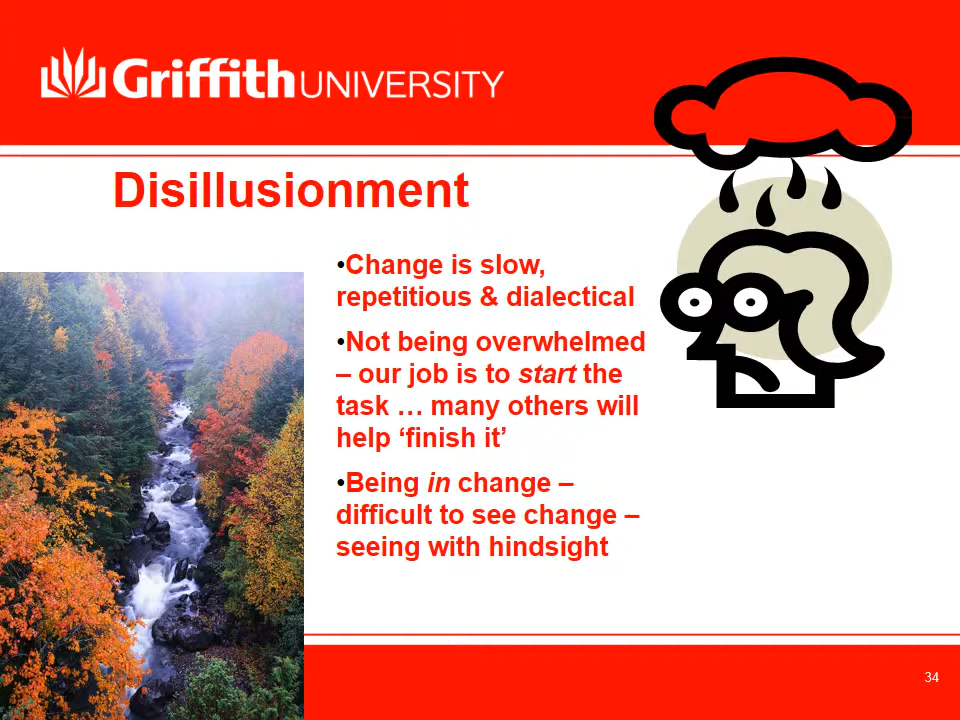 Griffith UNIVERSITY
Disillusionment
•Change is slow,
repetitious & dialectical
•Not being overwhelmed
– our job is to start the
task … many others will
help ‘finish it’
•Being in change –
difficult to see change –
seeing with hindsight
34